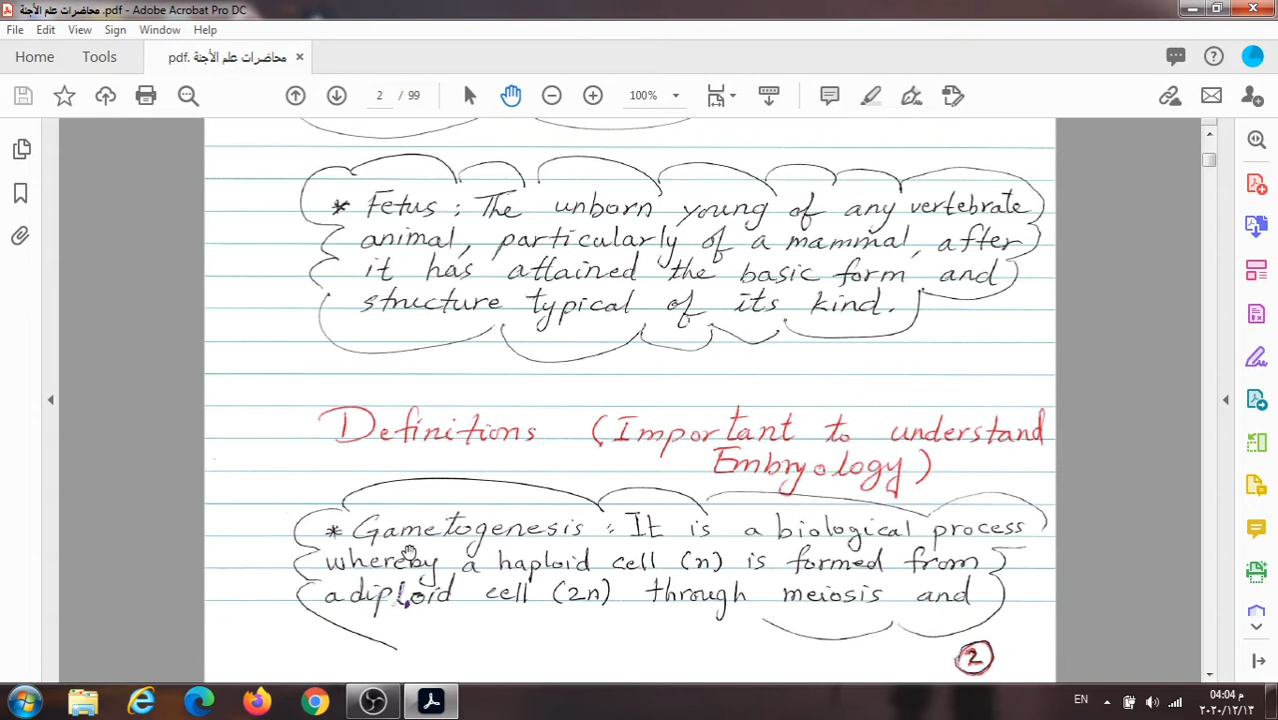 محاضرات علم الأجنة .pdf - Adobe Acrobat Pro DC
File Edit View Window Sign Help
Home Tools محاضرات علم الأجنة .pdf ×
2 / 99 100%
* Fetus : The unborn young of any vertebrate
animal, particularly of a mammal, after
it has attained the basic form and
structure typical of its kind.
Definitions (Important to understand
Embryology)
* Gametogenesis : It is a biological process
whereby a haploid cell (n) is formed from
a diploid cell (2n) through meiosis and
2
EN
04:04 م
٢٠٢٠/١٢/١٣